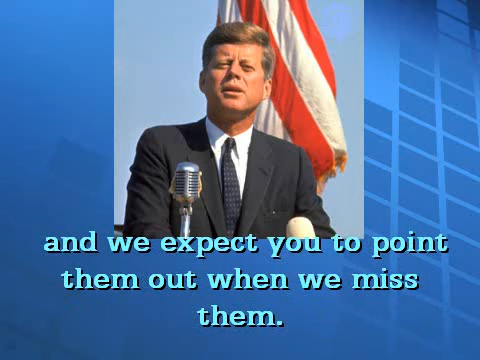 and we expect you to point
them out when we miss
them.